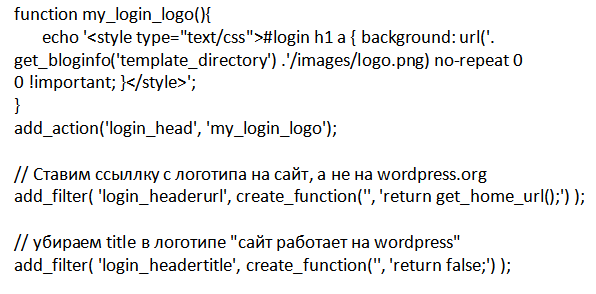 function my_login_logo(){
echo '<style type="text/css">#login h1 a { background: url('.
get_bloginfo('template_directory') .'/images/logo.png) no-repeat 0
0 !important; }</style>';
}
add_action('login_head', 'my_login_logo');
// Ставим ссыллку с логотипа на сайт, а не на wordpress.org
add_filter( 'login_headerurl', create_function('', 'return get_home_url();') );
// убираем title в логотипе "сайт работает на wordpress"
add_filter( 'login_headertitle', create_function('', 'return false;') );